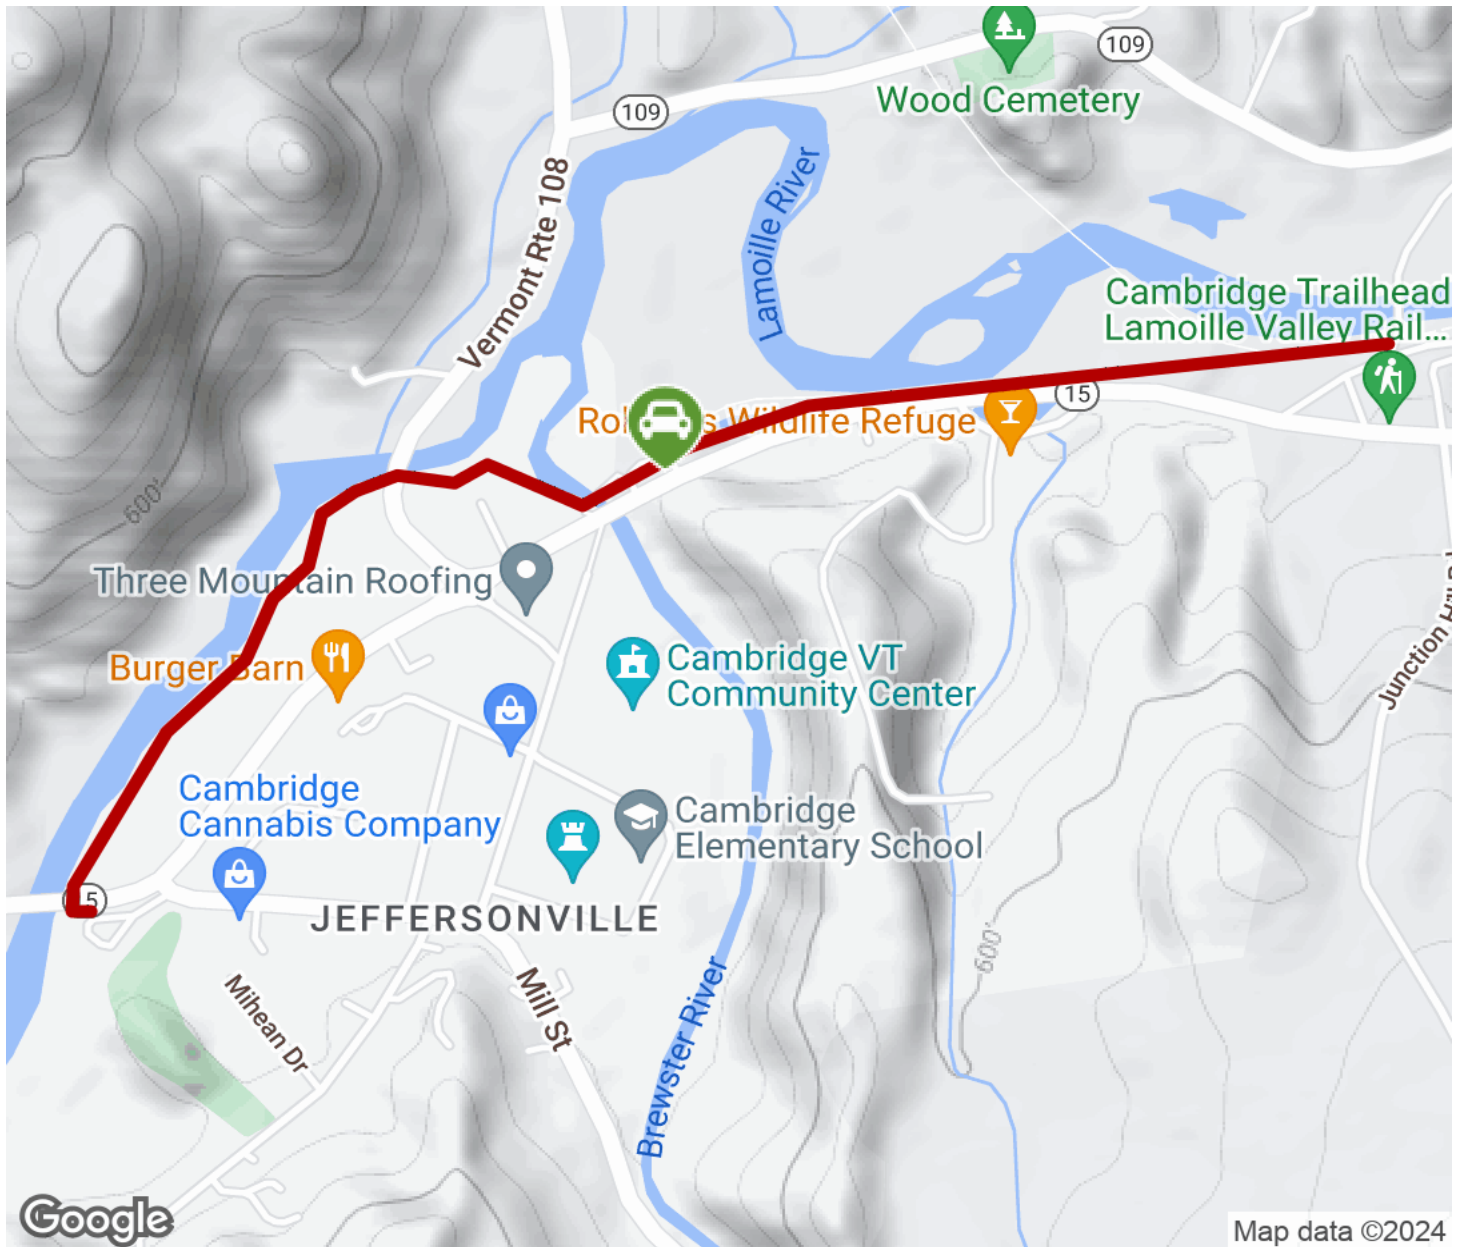 109
Wood Cemetery
109
Vermont Rte 108
Lamoille River
Cambridge Trailhead
Lamoille Valley Rail...
15
Wildlife Refuge
600'
Three Mountain Roofing
Burger Barn
Cambridge VT
Community Center
Cambridge
Cannabis Company
Cambridge
Elementary School
JEFFERSONVILLE
Mihean Dr
Mill St
Brewster River
600'
Junction
Google
Map data ©2024